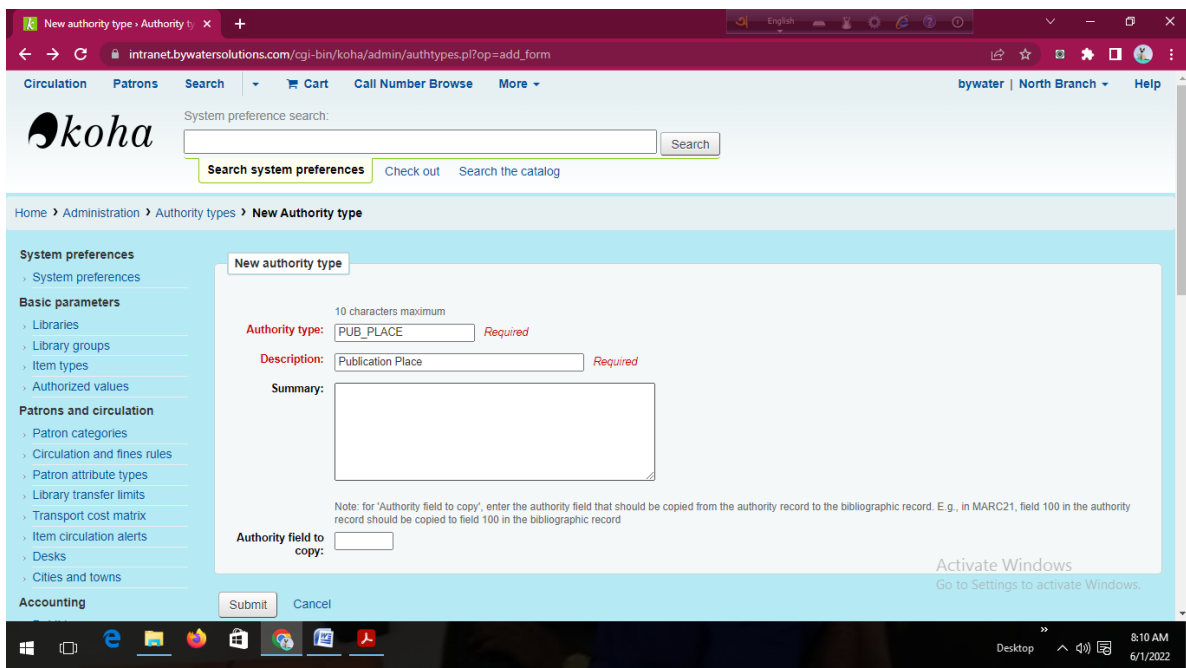 New authority type › Authority ty
English
intranet.bywatersolutions.com/cgi-bin/koha/admin/authtypes.pl?op=add_form
Circulation Patrons Search Cart Call Number Browse More bywater | North Branch Help
koha
System preference search:
Search
Search system preferences Check out Search the catalog
Home › Administration › Authority types › New Authority type
System preferences
› System preferences
Basic parameters
› Libraries
› Library groups
› Item types
› Authorized values
Patrons and circulation
› Patron categories
› Circulation and fines rules
› Patron attribute types
› Library transfer limits
› Transport cost matrix
› Item circulation alerts
› Desks
› Cities and towns
Accounting
New authority type
10 characters maximum
Authority type: PUB_PLACE Required
Description: Publication Place Required
Summary:
Note: for 'Authority field to copy', enter the authority field that should be copied from the authority record to the bibliographic record. E.g., in MARC21, field 100 in the authority
record should be copied to field 100 in the bibliographic record
Authority field to
copy:
Submit Cancel
Activate Windows
Go to Settings to activate Windows.
Desktop
8:10 AM
6/1/2022